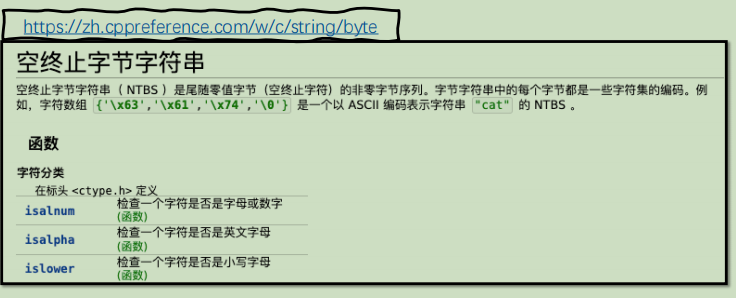 https://zh.cppreference.com/w/c/string/byte
空终止字节字符串
空终止字节字符串（ NTBS ）是尾随零值字节（空终止字符）的非零字节序列。字节字符串中的每个字节都是一些字符集的编码。例
如，字符数组 {'\x63','\x61','\x74','\0'} 是一个以 ASCII 编码表示字符串 "cat" 的 NTBS 。
函数
字符分类
在标头 <ctype.h> 定义
isalnum 检查一个字符是否是字母或数字
(函数)
isalpha 检查一个字符是否是英文字母
(函数)
islower 检查一个字符是否是小写字母
(函数)